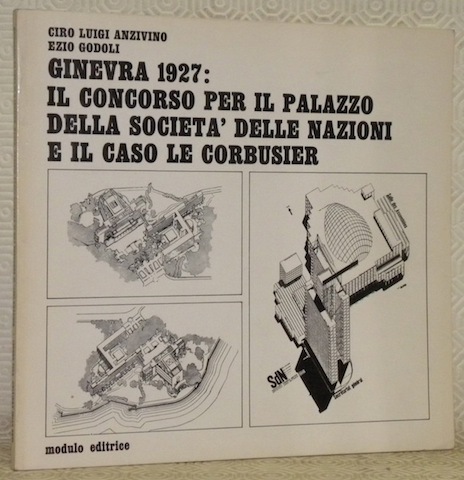 CIRO LUIGI ANZIVINO
EZIO GODOLI
GINEVRA 1927:
IL CONCORSO PER IL PALAZZO
DELLA SOCIETA' DELLE NAZIONI
E IL CASO LE CORBUSIER
SdN
modulo editrice